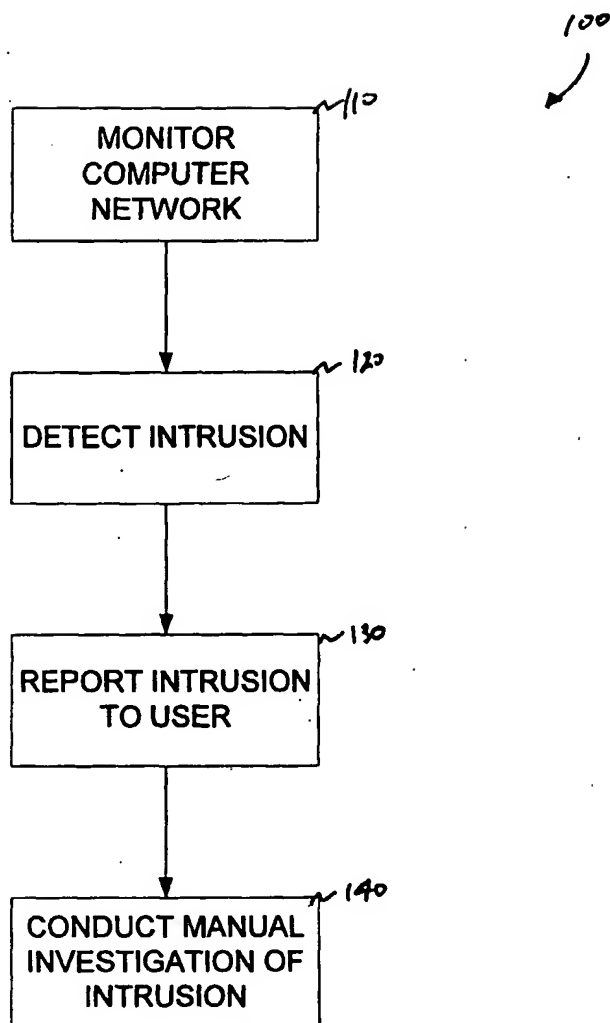 100
110
MONITOR
COMPUTER
NETWORK
120
DETECT INTRUSION
130
REPORT INTRUSION
TO USER
140
CONDUCT MANUAL
INVESTIGATION OF
INTRUSION